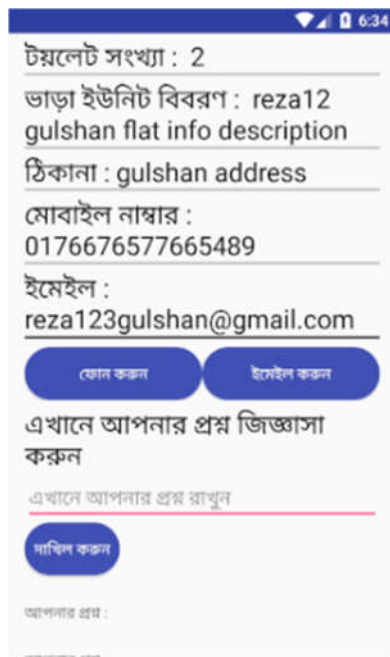 6:34
টয়লেট সংখ্যা : 2
ভাড়া ইউনিট বিবরণ : reza12
gulshan flat info description
ঠিকানা : gulshan address
মোবাইল নাম্বার :
0176676577665489
ইমেইল :
reza123gulshan@gmail.com
ফোন করুন ইমেইল করুন
এখানে আপনার প্রশ্ন জিজ্ঞাসা
করুন
এখানে আপনার প্রশ্ন রাখুন
দাখিল করুন
আপনার প্রশ্ন :